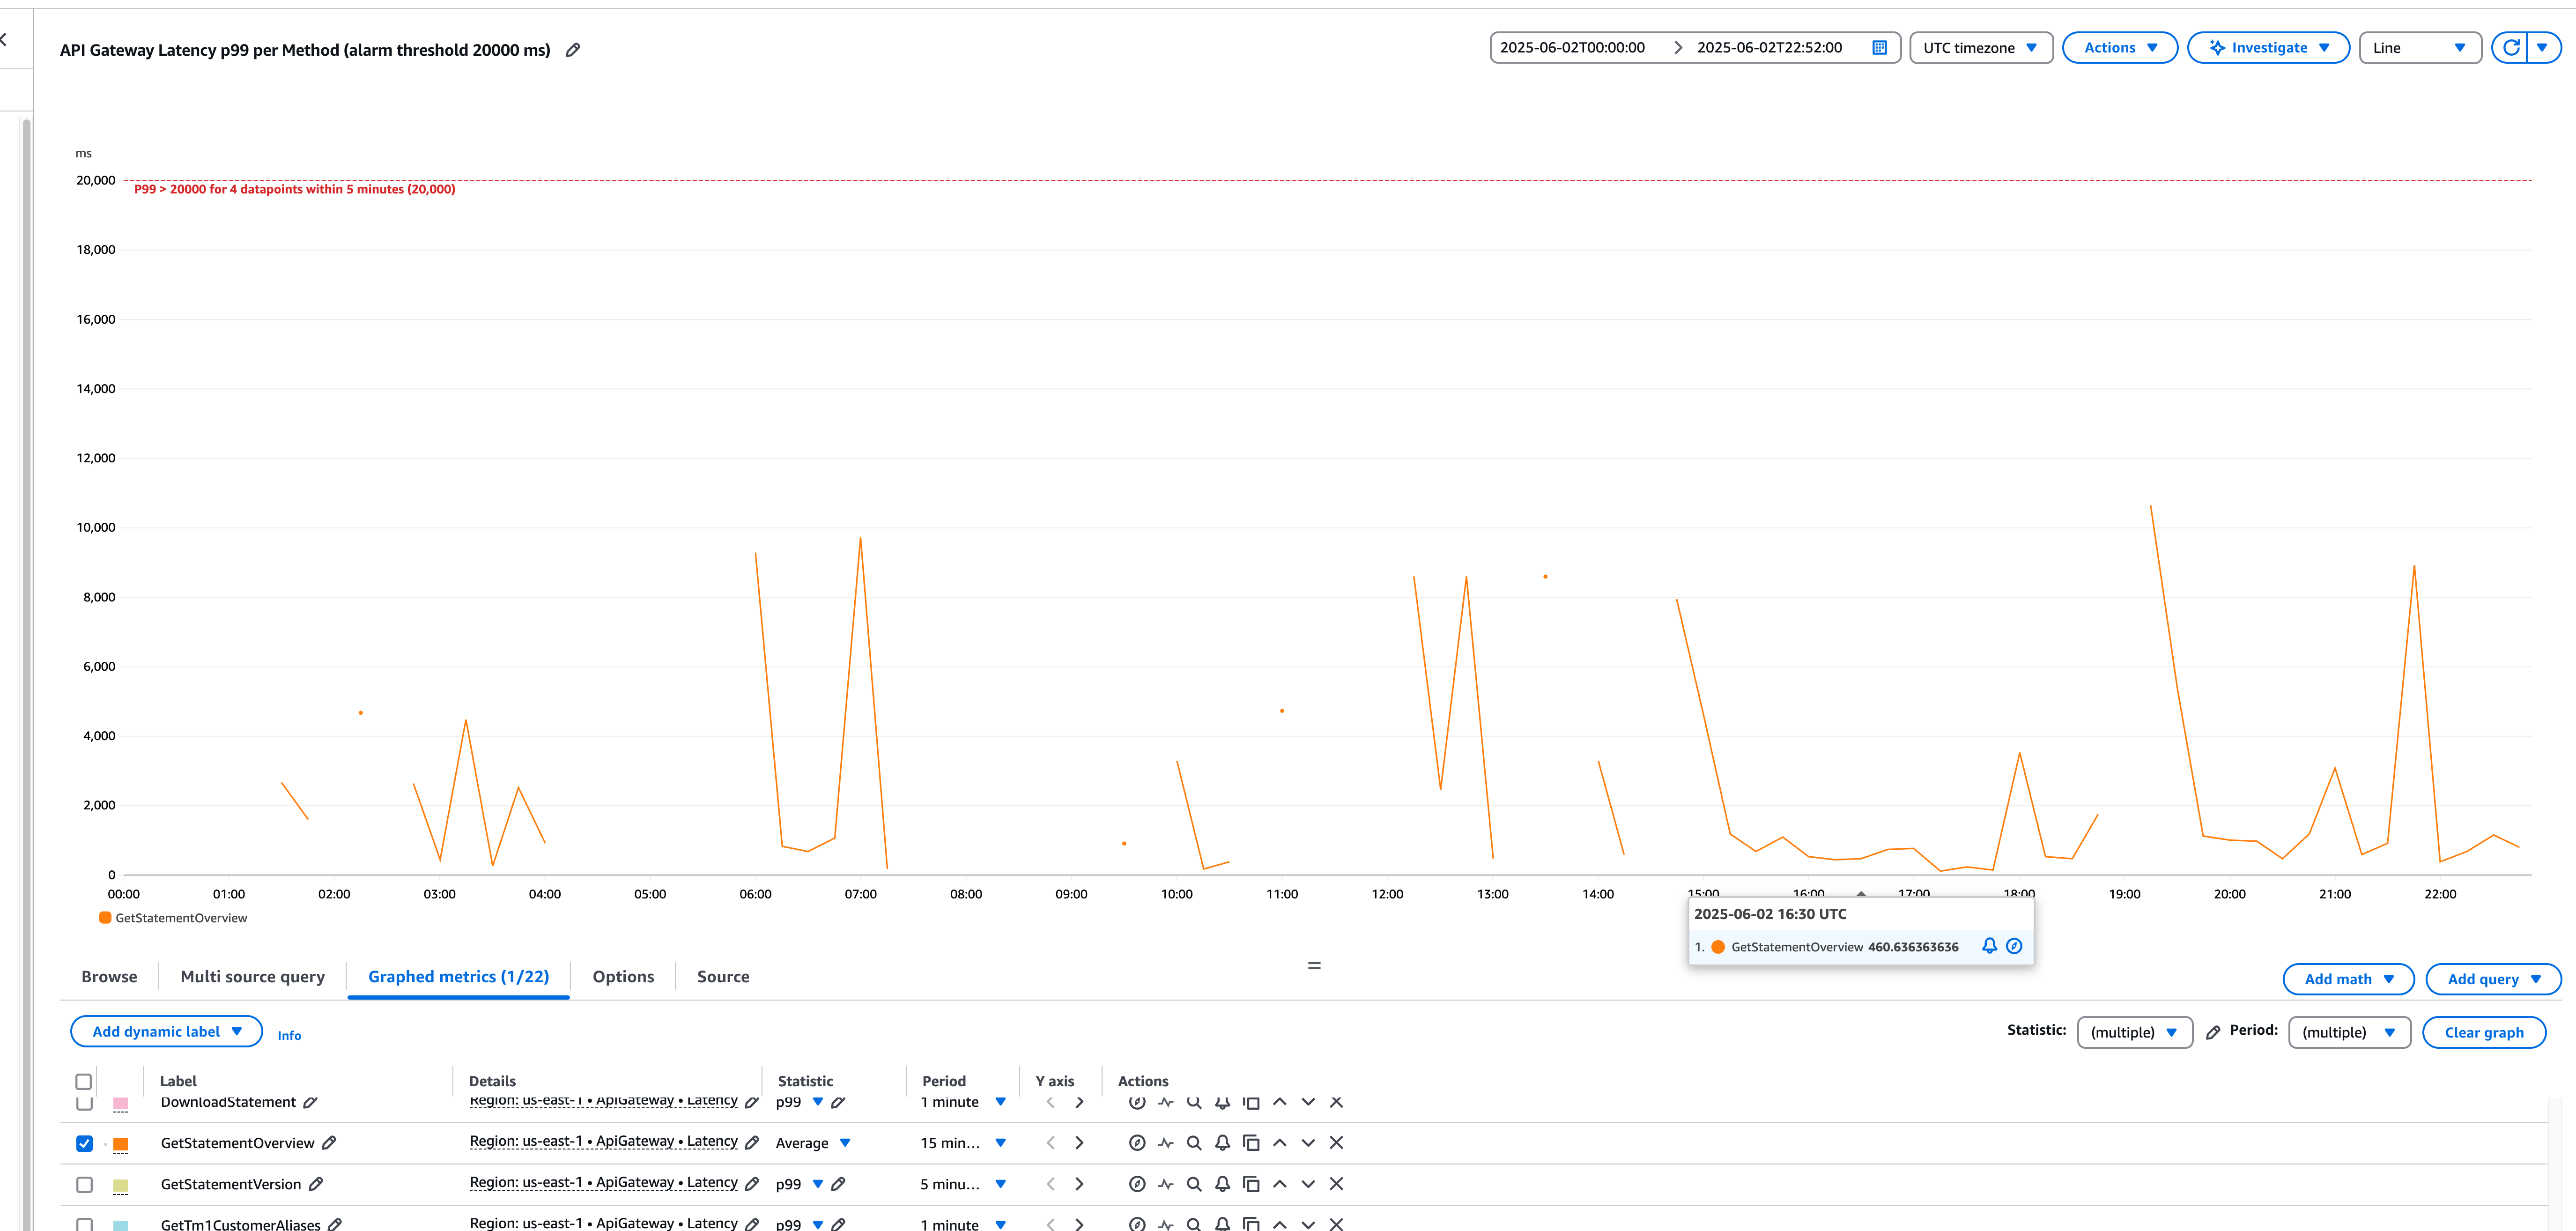 API Gateway Latency p99 per Method (alarm threshold 20000 ms)
2025-06-02T00:00:00 2025-06-02T22:52:00 UTC timezone Actions Investigate Line
ms
20,000
P99 > 20000 for 4 datapoints within 5 minutes (20,000)
18,000
16,000
14,000
12,000
10,000
8,000
6,000
4,000
2,000
0
00:00 01:00 02:00 03:00 04:00 05:00 06:00 07:00 08:00 09:00 10:00 11:00 12:00 13:00 14:00 15:00 16:00 17:00 18:00 19:00 20:00 21:00 22:00
GetStatementOverview
2025-06-02 16:30 UTC
1. GetStatementOverview 460.636363636
Browse Multi source query Graphed metrics (1/22) Options Source Add math Add query
Add dynamic label Info Statistic: (multiple) Period: (multiple) Clear graph
Label Details Statistic Period Y axis Actions
DownloadStatement Region: us-east-1 • ApiGateway • Latency p99 1 minute
GetStatementOverview Region: us-east-1 • ApiGateway • Latency Average 15 min...
GetStatementVersion Region: us-east-1 • ApiGateway • Latency p99 5 minu...
GetTm1CustomerAliases Region: us-east-1 • ApiGateway • Latency p99 1 minute